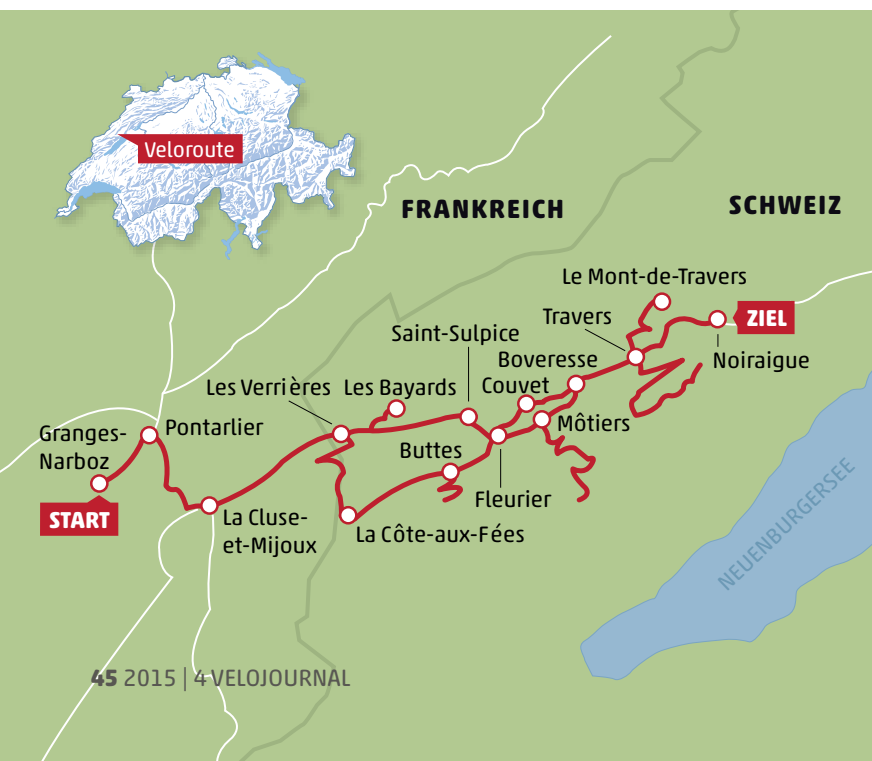 Veloroute
FRANKREICH
SCHWEIZ
Le Mont-de-Travers
Travers
ZIEL
Saint-Sulpice
Boveresse
Noiraigue
Les Verrières
Les Bayards
Couvet
Granges-
Narboz
Pontarlier
Môtiers
Buttes
Fleurier
START
La Cluse-
et-Mijoux
La Côte-aux-Fées
NEUENBURGERSEE
45 2015 | 4 VELOJOURNAL